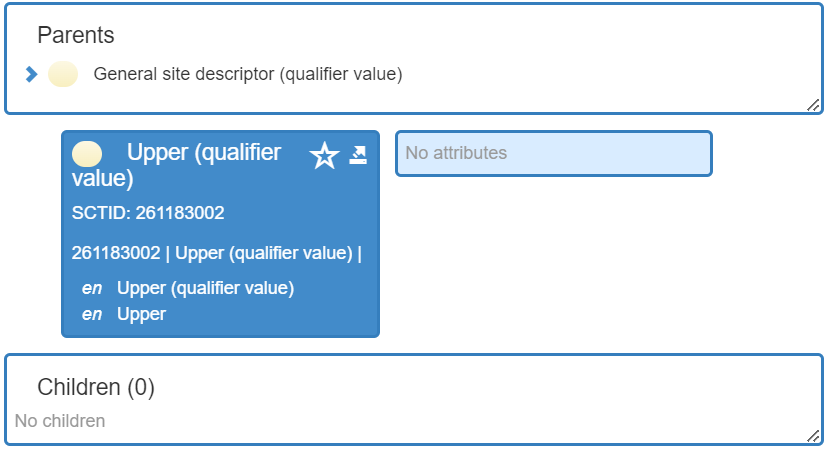 Parents
General site descriptor (qualifier value)
Upper (qualifier
value)
No attributes
SCTID: 261183002
261183002 | Upper (qualifier value) |
en Upper (qualifier value)
en Upper
Children (0)
No children